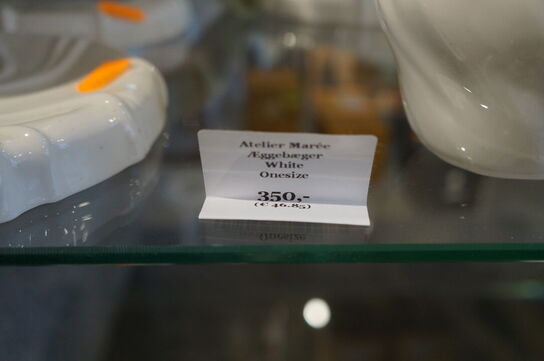 Atelier Marée
Æggebæger
White
Onesize
350,-
(€ 46.85)